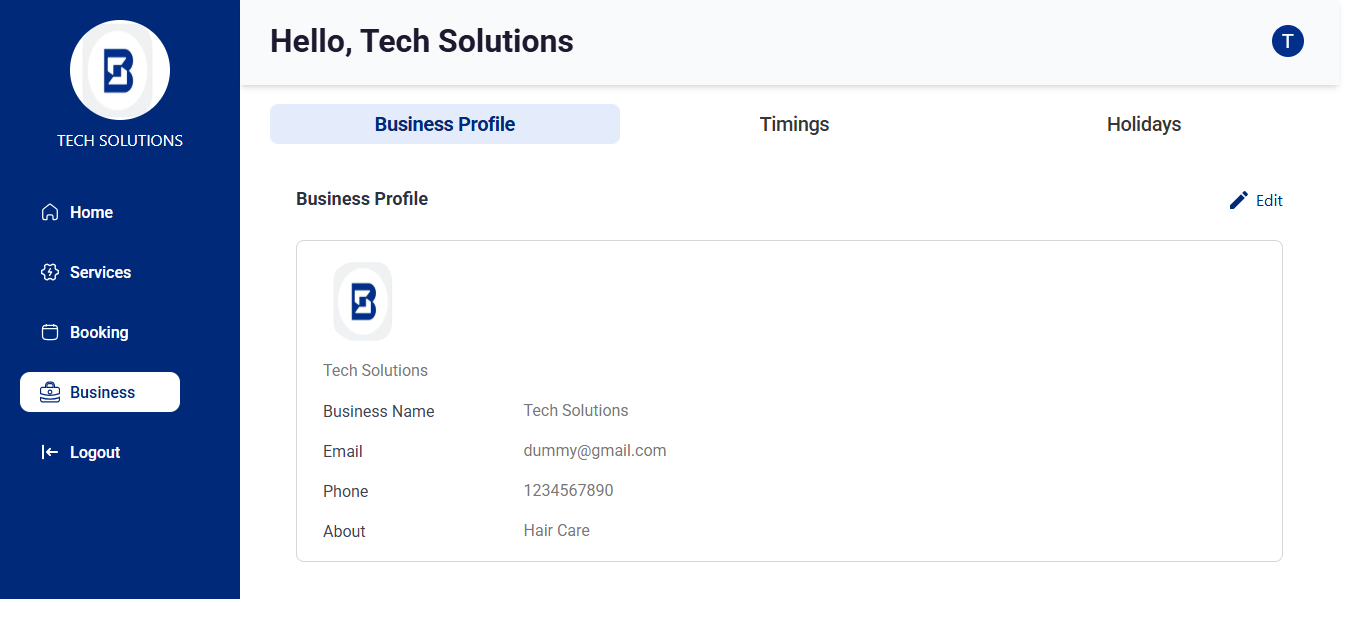 TECH SOLUTIONS
Home
Services
Booking
Business
Logout
Hello, Tech Solutions
T
Business Profile
Timings
Holidays
Business Profile
Edit
Tech Solutions
Business Name
Tech Solutions
Email
dummy@gmail.com
Phone
1234567890
About
Hair Care